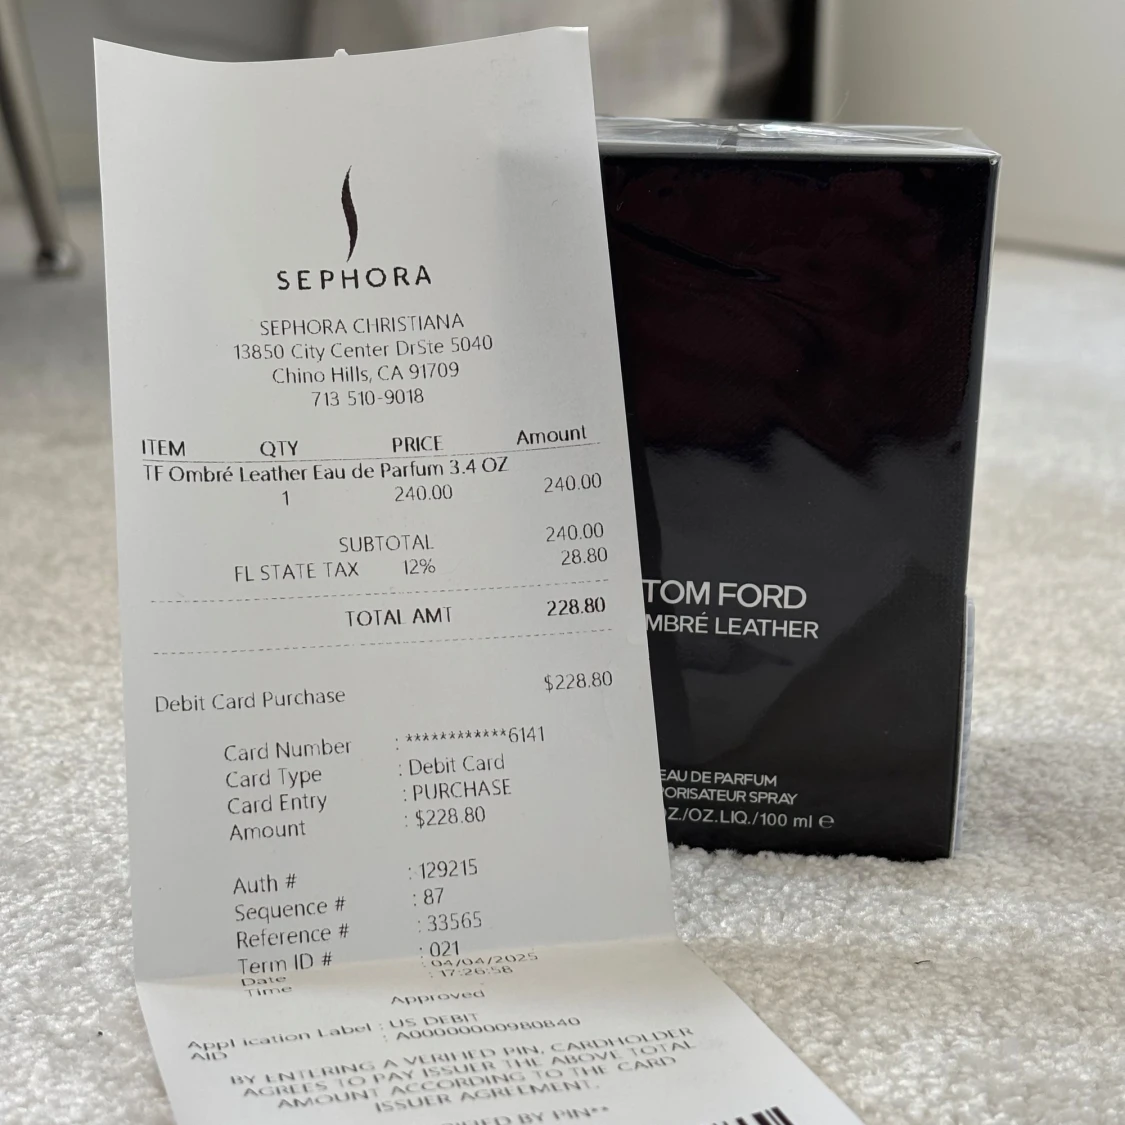 SEPHORA
SEPHORA CHRISTIANA
13850 City Center DrSte 5040
Chino Hills, CA 91709
713 510-9018
ITEM QTY PRICE Amount
TF Ombré Leather Eau de Parfum 3.4 OZ
1 240.00 240.00
SUBTOTAL 240.00
FL STATE TAX 12% 28.80
TOTAL AMT 228.80
Debit Card Purchase $228.80
Card Number : ************6141
Card Type : Debit Card
Card Entry : PURCHASE
Amount : $228.80
Auth # : 129215
Sequence # : 87
Reference # : 33565
Term ID # : 021
Date : 04/04/2025
Time : 17:26:58
Approved
Application Label : US DEBIT
AID : A00000000980840
BY ENTERING A VERIFIED PIN, CARDHOLDER
AGREES TO PAY ISSUER THE ABOVE TOTAL
AMOUNT ACCORDING TO THE CARD
ISSUER AGREEMENT.
BY PIN**
TOM FORD
MBRÉ LEATHER
EAU DE PARFUM
ORISATEUR SPRAY
Z./OZ.LIQ./100 ml ℮